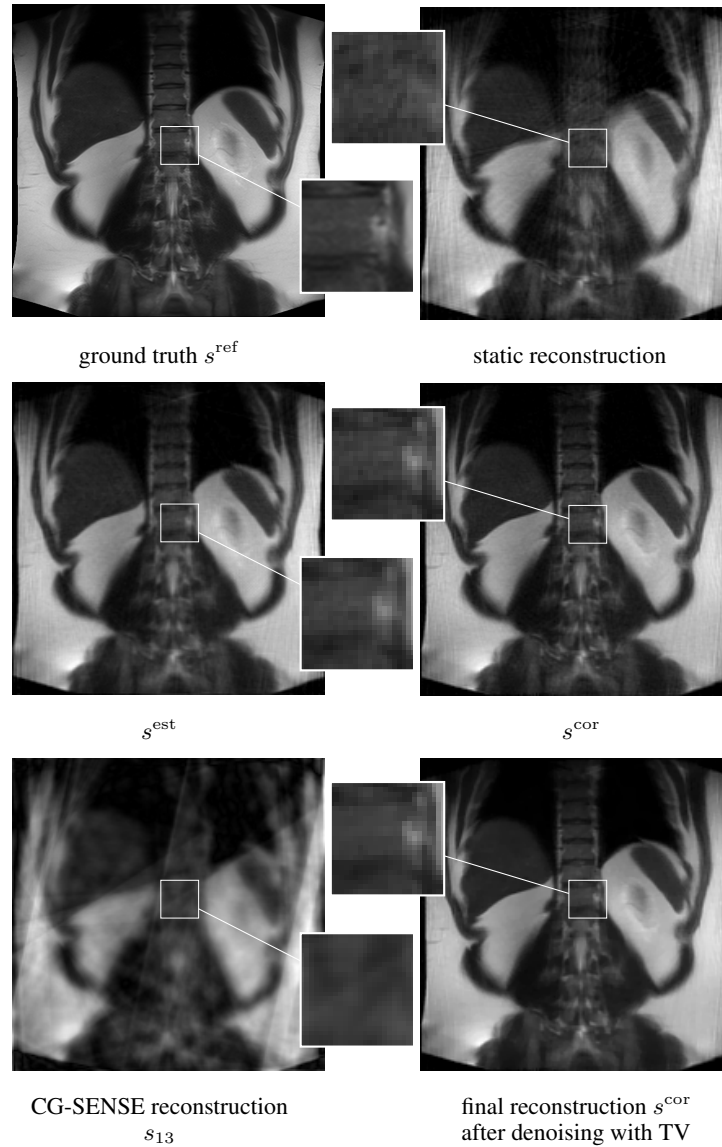 ground truth s^ref
static reconstruction
s^est
s^cor
CG-SENSE reconstruction
s_13
final reconstruction s^cor
after denoising with TV